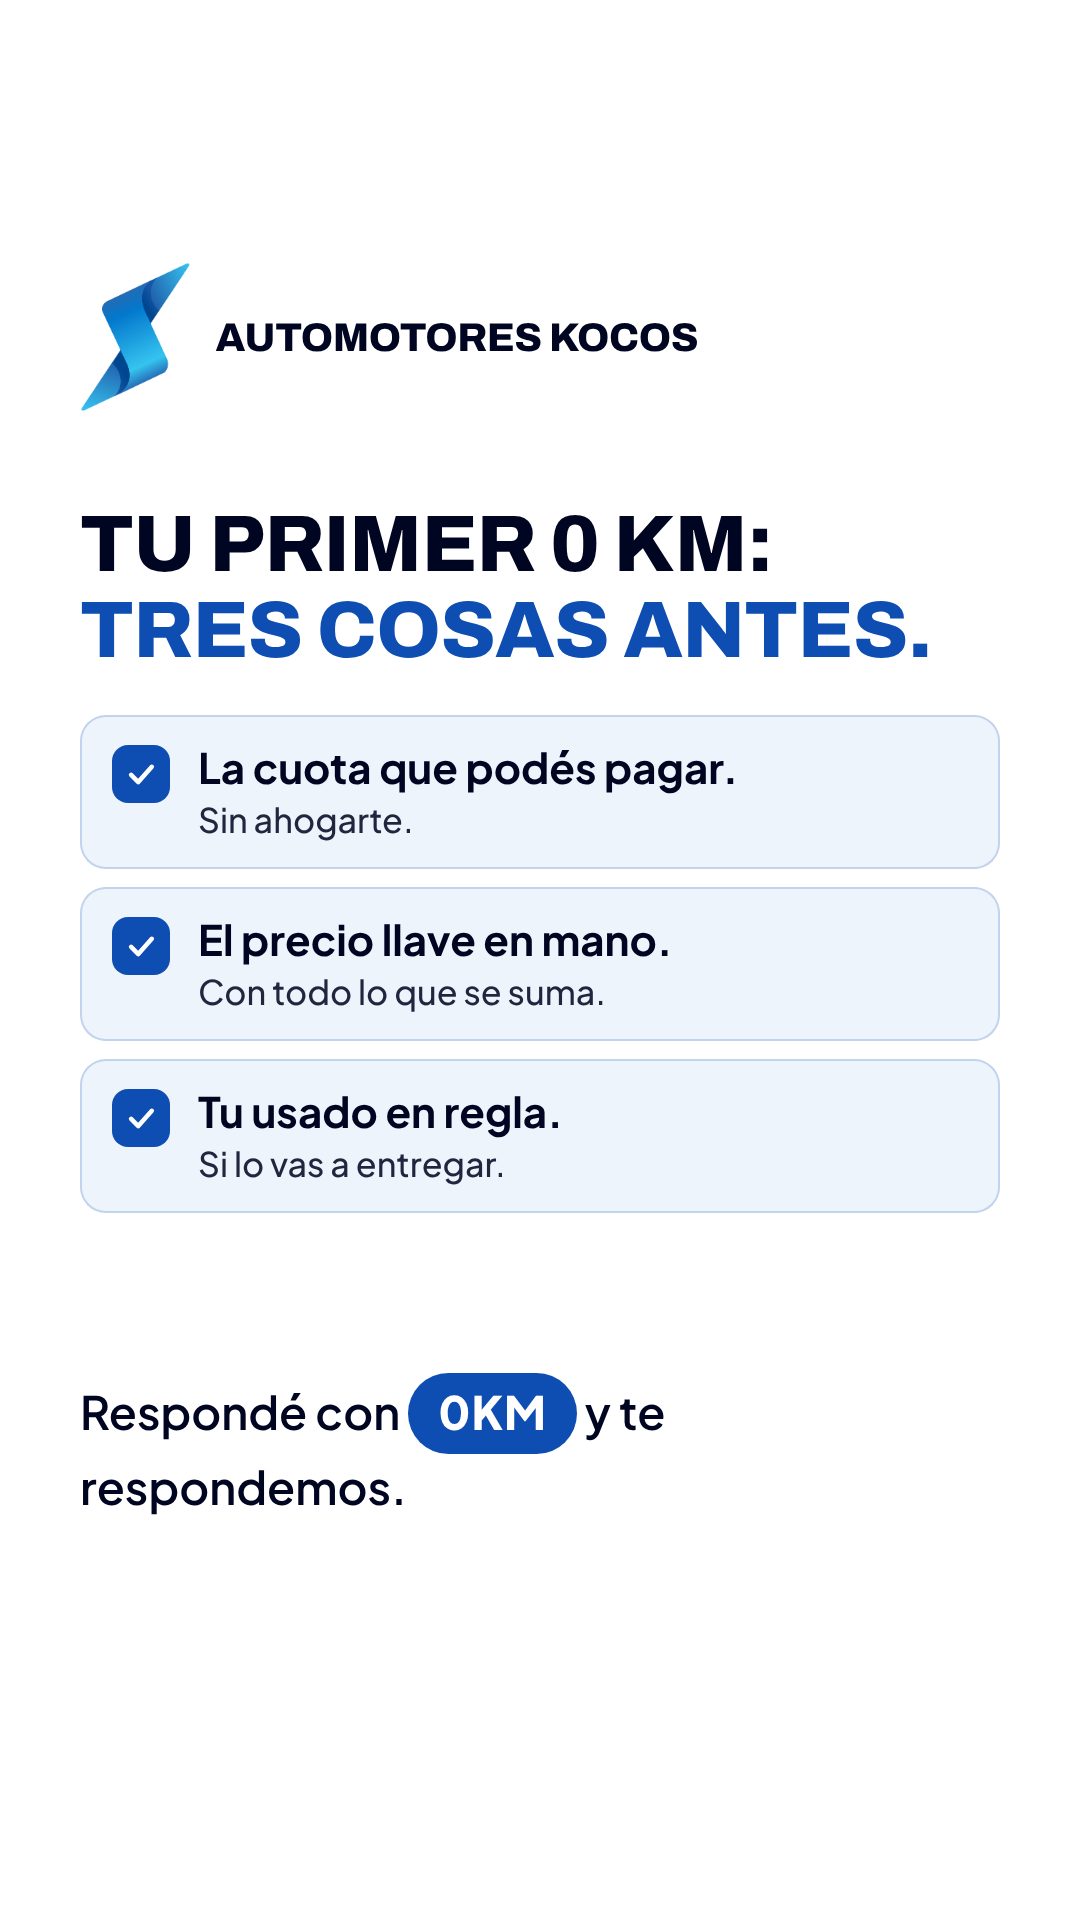 AUTOMOTORES KOCOS
TU PRIMER 0 KM:
TRES COSAS ANTES.
La cuota que podés pagar.
Sin ahogarte.
El precio llave en mano.
Con todo lo que se suma.
Tu usado en regla.
Si lo vas a entregar.
Respondé con 0KM y te
respondemos.